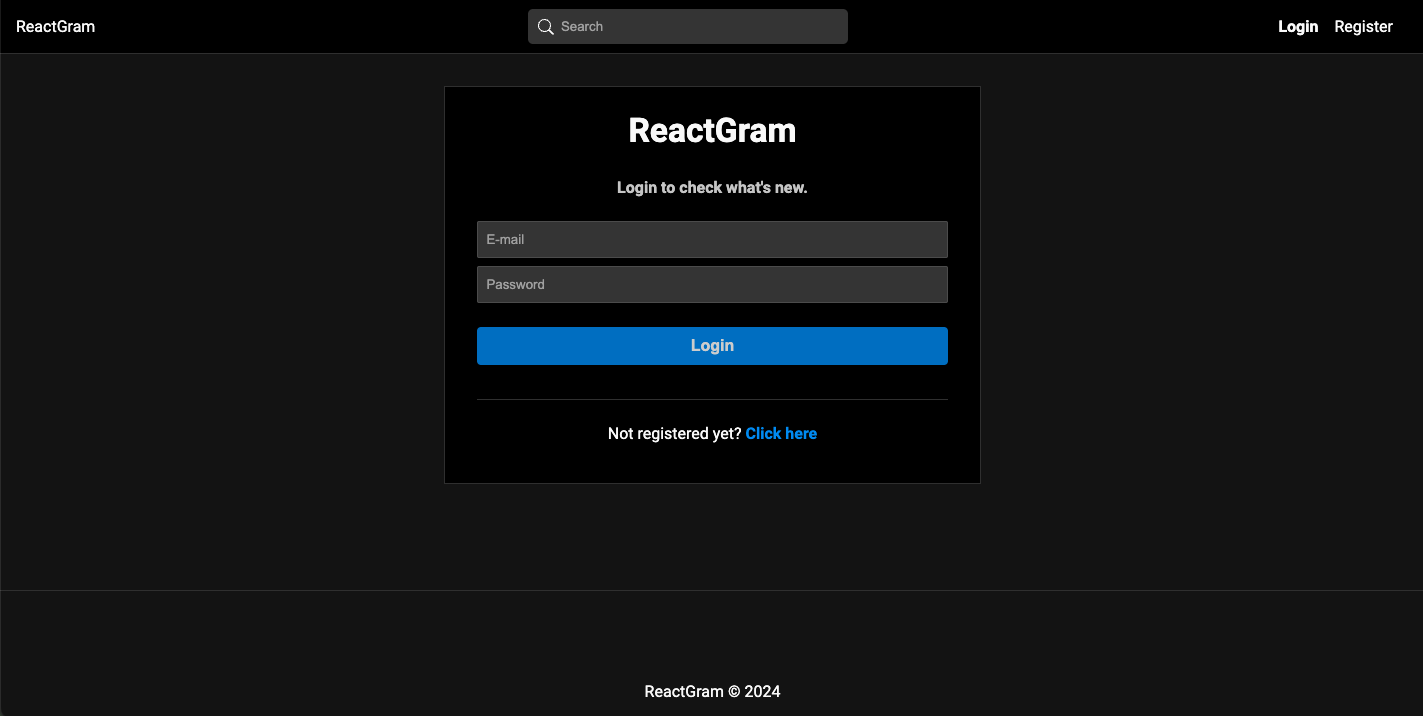 ReactGram
Search
Login Register
ReactGram
Login to check what's new.
E-mail
Password
Login
Not registered yet? Click here
ReactGram © 2024